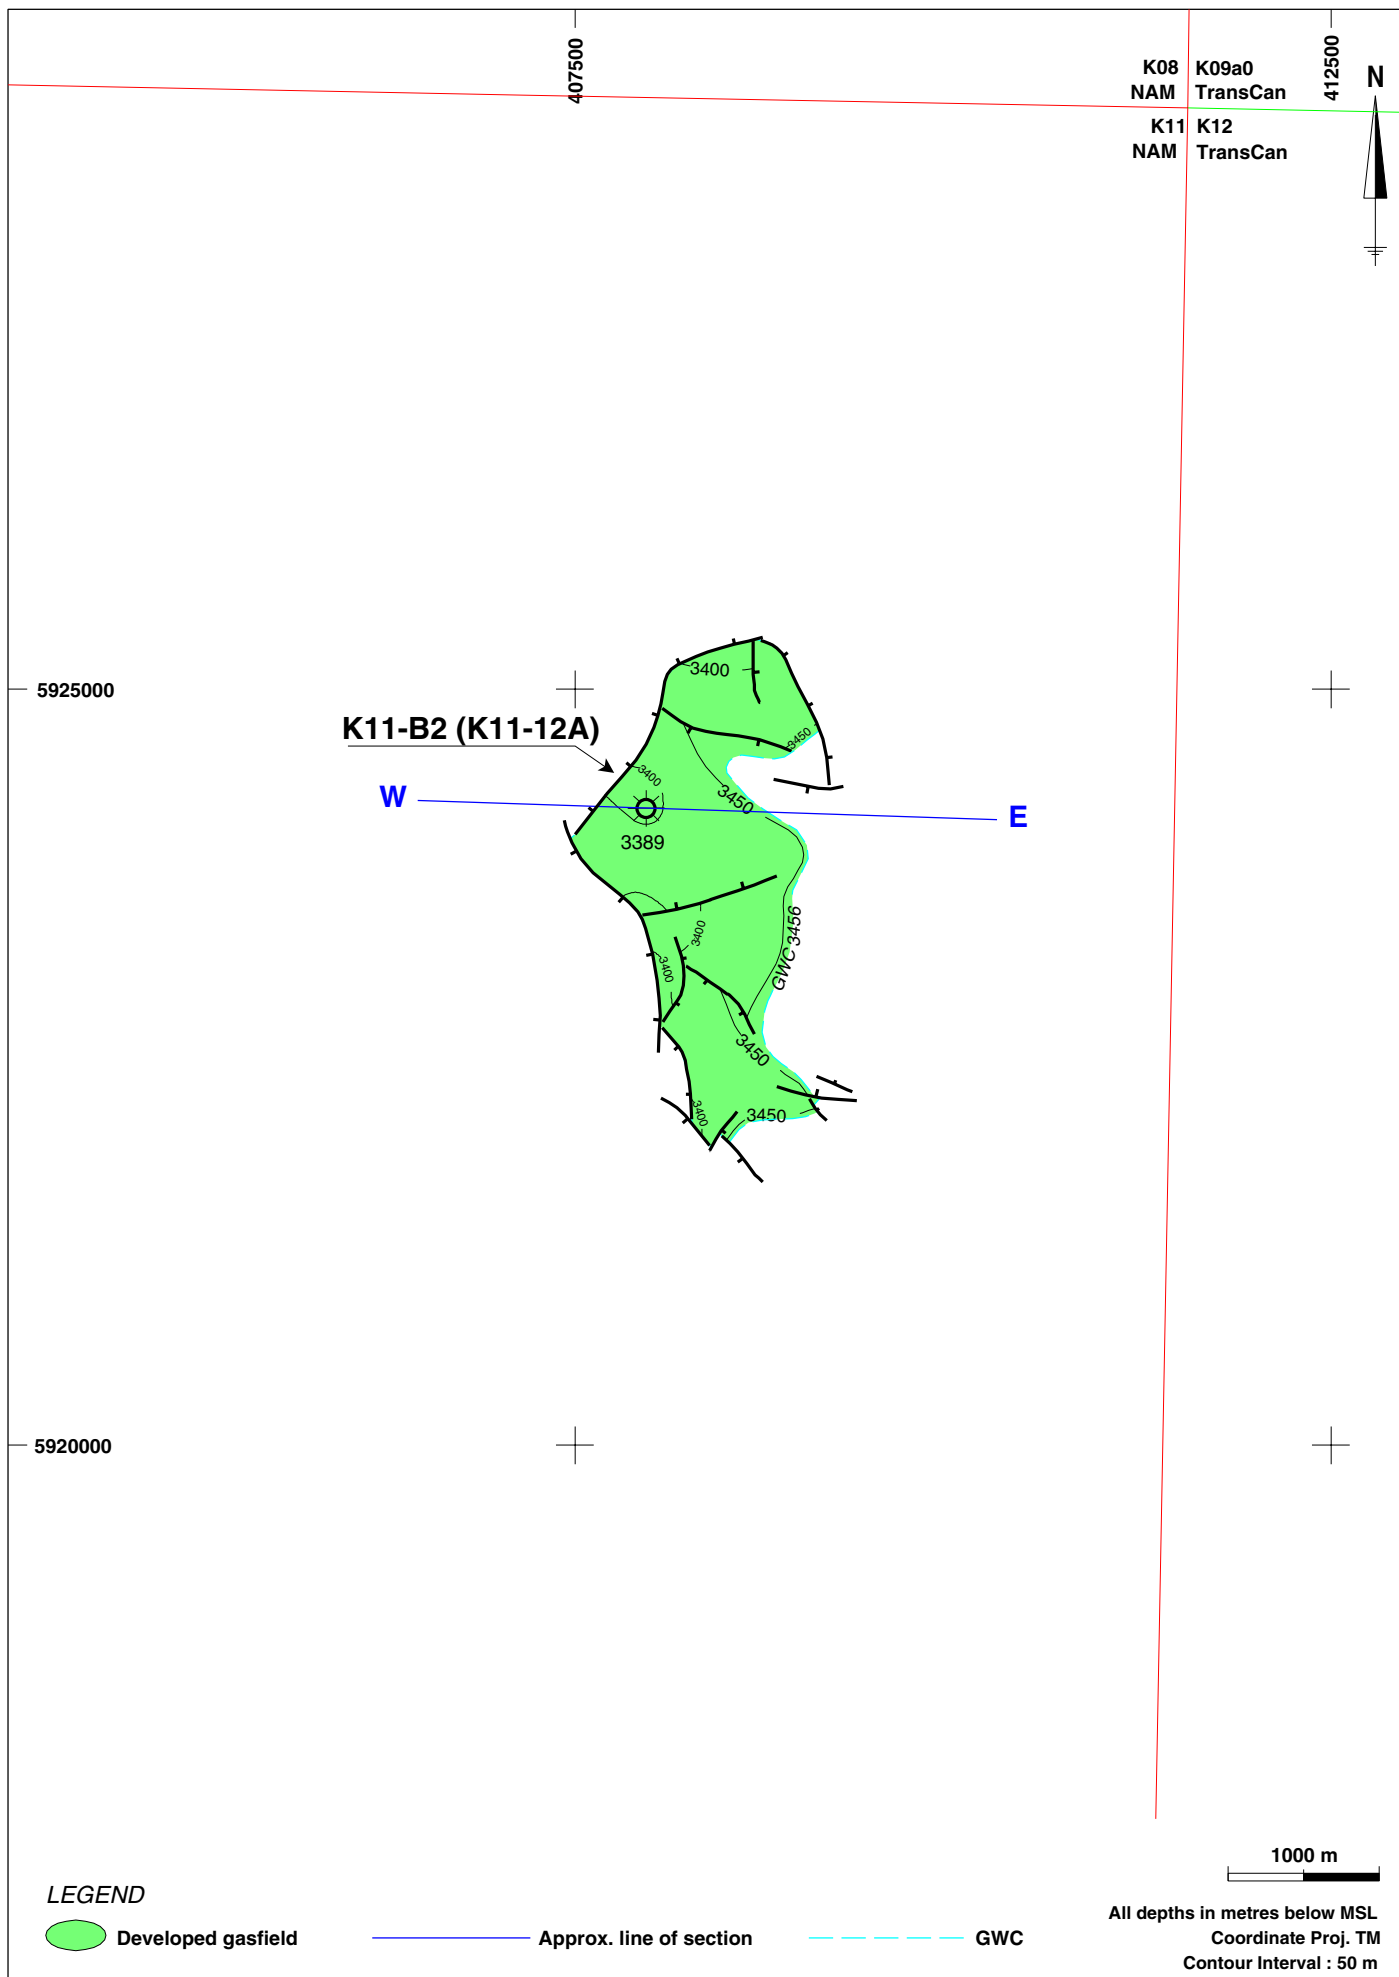 407500
412500
K08 K09a0
NAM TransCan
N
K11 K12
NAM TransCan
5925000
3400
K11-B2 (K11-12A)
3450
3400
W
3450
E
3389
3400
GWC 3456
3400
3450
3400
3450
5920000
1000 m
LEGEND
All depths in metres below MSL
Developed gasfield
Approx. line of section
GWC
Coordinate Proj. TM
Contour Interval : 50 m